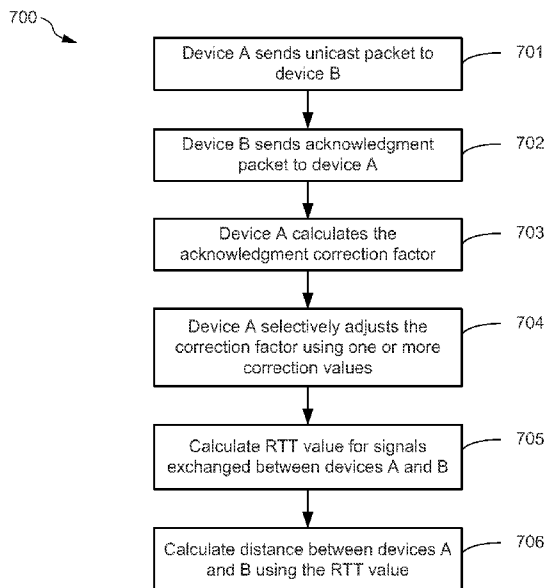 700
Device A sends unicast packet to
device B
701
Device B sends acknowledgment
packet to device A
702
Device A calculates the
acknowledgment correction factor
703
Device A selectively adjusts the
correction factor using one or more
correction values
704
Calculate RTT value for signals
exchanged between devices A and B
705
Calculate distance between devices A
and B using the RTT value
706